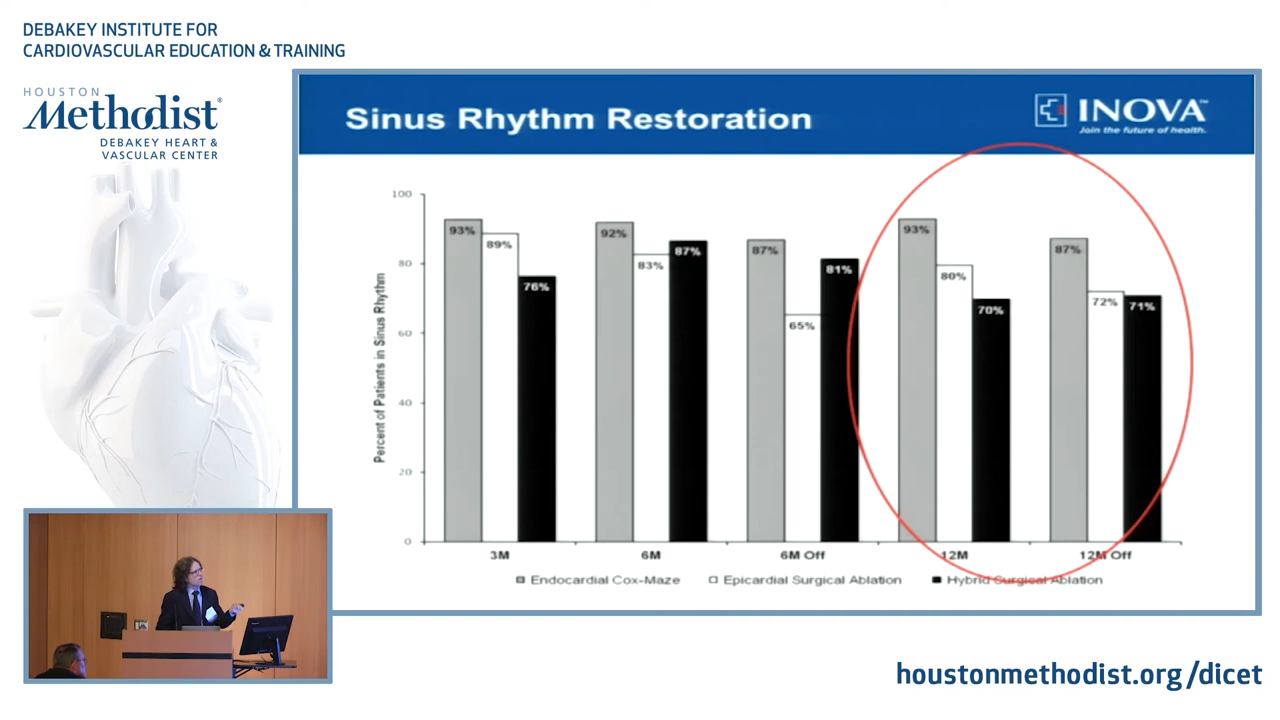 DEBAKEY INSTITUTE FOR
CARDIOVASCULAR EDUCATION & TRAINING
HOUSTON
Methodist®
DEBAKEY HEART &
VASCULAR CENTER
Sinus Rhythm Restoration
INOVA™
Join the future of health.
Percent of Patients in Sinus Rhythm
100
80
60
40
20
0
93%
89%
76%
92%
83%
87%
87%
65%
81%
93%
80%
70%
87%
72%
71%
3M
6M
6M Off
12M
12M Off
Endocardial Cox-Maze
Epicardial Surgical Ablation
Hybrid Surgical Ablation
houstonmethodist.org/dicet